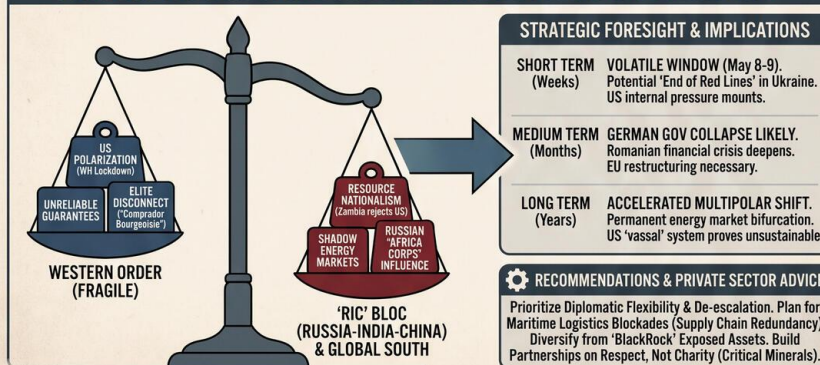 US
POLARIZATION
(WH Lockdown)
UNRELIABLE
GUARANTEES
ELITE
DISCONNECT
("Comprador
Bourgeoisie")
WESTERN ORDER
(FRAGILE)
RESOURCE
NATIONALISM
(Zambia rejects US)
SHADOW
ENERGY
MARKETS
RUSSIAN
"AFRICA
CORPS'
INFLUENCE
'RIC' BLOC
(RUSSIA-INDIA-CHINA)
& GLOBAL SOUTH
STRATEGIC FORESIGHT & IMPLICATIONS
SHORT TERM
(Weeks)
VOLATILE WINDOW (May 8-9).
Potential 'End of Red Lines' in Ukraine.
US internal pressure mounts.
MEDIUM TERM
(Months)
GERMAN GOV COLLAPSE LIKELY.
Romanian financial crisis deepens.
EU restructuring necessary.
LONG TERM
(Years)
ACCELERATED MULTIPOLAR SHIFT.
Permanent energy market bifurcation.
US 'vassal' system proves unsustainable
RECOMMENDATIONS & PRIVATE SECTOR ADVIC
Prioritize Diplomatic Flexibility & De-escalation. Plan for
Maritime Logistics Blockades (Supply Chain Redundancy)
Diversify from 'BlackRock' Exposed Assets. Build
Partnerships on Respect, Not Charity (Critical Minerals).